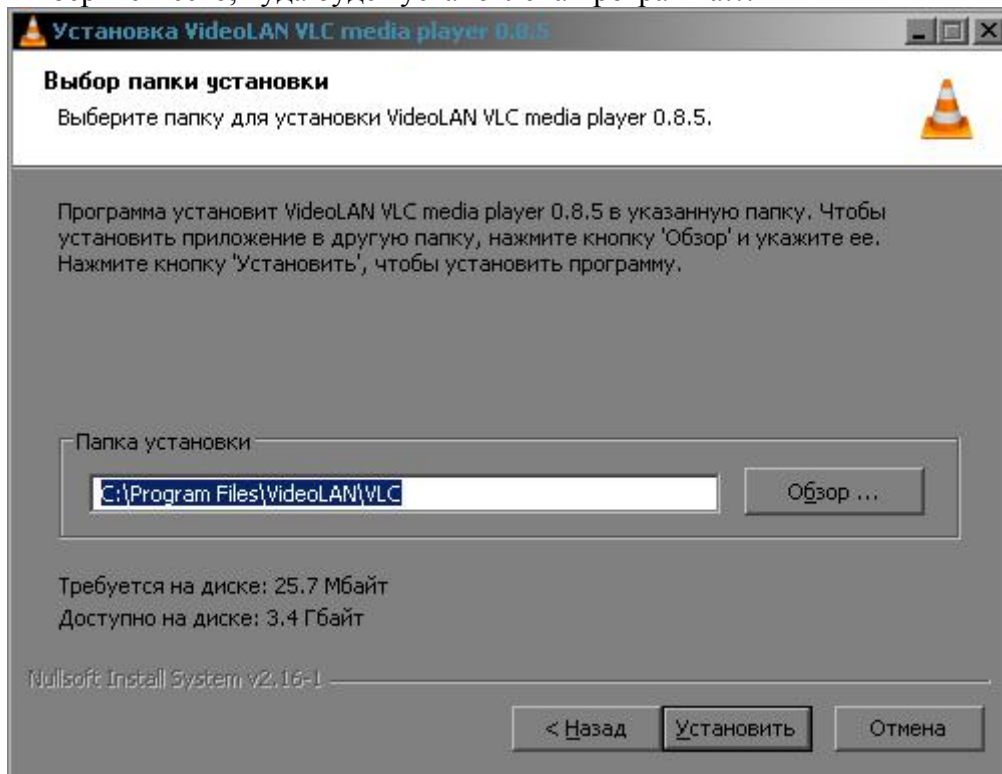 Установка VideoLAN VLC media player 0.8.5
Выбор папки установки
Выберите папку для установки VideoLAN VLC media player 0.8.5.
Программа установит VideoLAN VLC media player 0.8.5 в указанную папку. Чтобы
установить приложение в другую папку, нажмите кнопку 'Обзор' и укажите ее.
Нажмите кнопку 'Установить', чтобы установить программу.
Папка установки
C:\Program Files\VideoLAN\VLC
Обзор ...
Требуется на диске: 25.7 Мбайт
Доступно на диске: 3.4 Гбайт
Nullsoft Install System v2.16-1
< Назад
Установить
Отмена